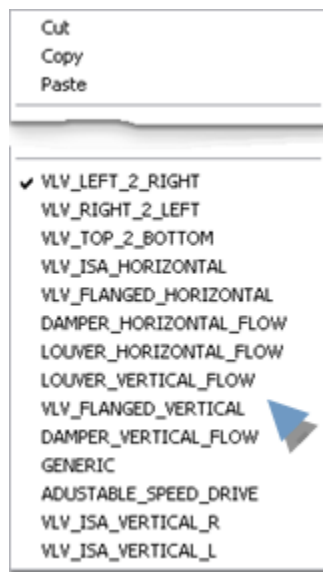 Cut
Copy
Paste
VLV_LEFT_2_RIGHT
VLV_RIGHT_2_LEFT
VLV_TOP_2_BOTTOM
VLV_ISA_HORIZONTAL
VLV_FLANGED_HORIZONTAL
DAMPER_HORIZONTAL_FLOW
LOUVER_HORIZONTAL_FLOW
LOUVER_VERTICAL_FLOW
VLV_FLANGED_VERTICAL
DAMPER_VERTICAL_FLOW
GENERIC
ADUSTABLE_SPEED_DRIVE
VLV_ISA_VERTICAL_R
VLV_ISA_VERTICAL_L